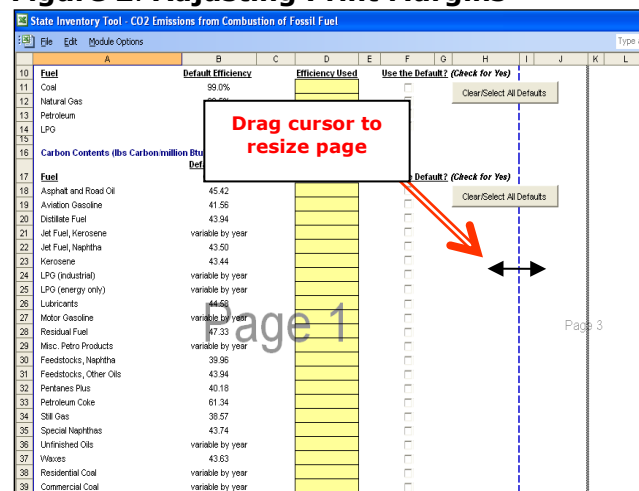 State Inventory Tool - CO2 Emissions from Combustion of Fossil Fuel
File Edit Module Options
A B C D E F G H I J K L
10 Fuel Default Efficiency Efficiency Used Use the Default? (Check for Yes)
11 Coal 99.0% Clear/Select All Defaults
12 Natural Gas
13 Petroleum
14 LPG
15
Drag cursor to
resize page
16 Carbon Contents (lbs Carbon/million Btu
17 Fuel Default? (Check for Yes)
18 Asphalt and Road Oil 45.42 Clear/Select All Defaults
19 Aviation Gasoline 41.56
20 Distillate Fuel 43.94
21 Jet Fuel, Kerosene variable by year
22 Jet Fuel, Naphtha 43.50
23 Kerosene 43.44
24 LPG (industrial) variable by year
25 LPG (energy only) variable by year
26 Lubricants 44.58
27 Motor Gasoline variable by year
Page 1
Page 3
28 Residual Fuel 47.33
29 Misc. Petro Products variable by year
30 Feedstocks, Naphtha 39.96
31 Feedstocks, Other Oils 43.94
32 Pentanes Plus 40.18
33 Petroleum Coke 61.34
34 Still Gas 38.57
35 Special Naphthas 43.74
36 Unfinished Oils variable by year
37 Waxes 43.63
38 Residential Coal variable by year
39 Commercial Coal variable by year